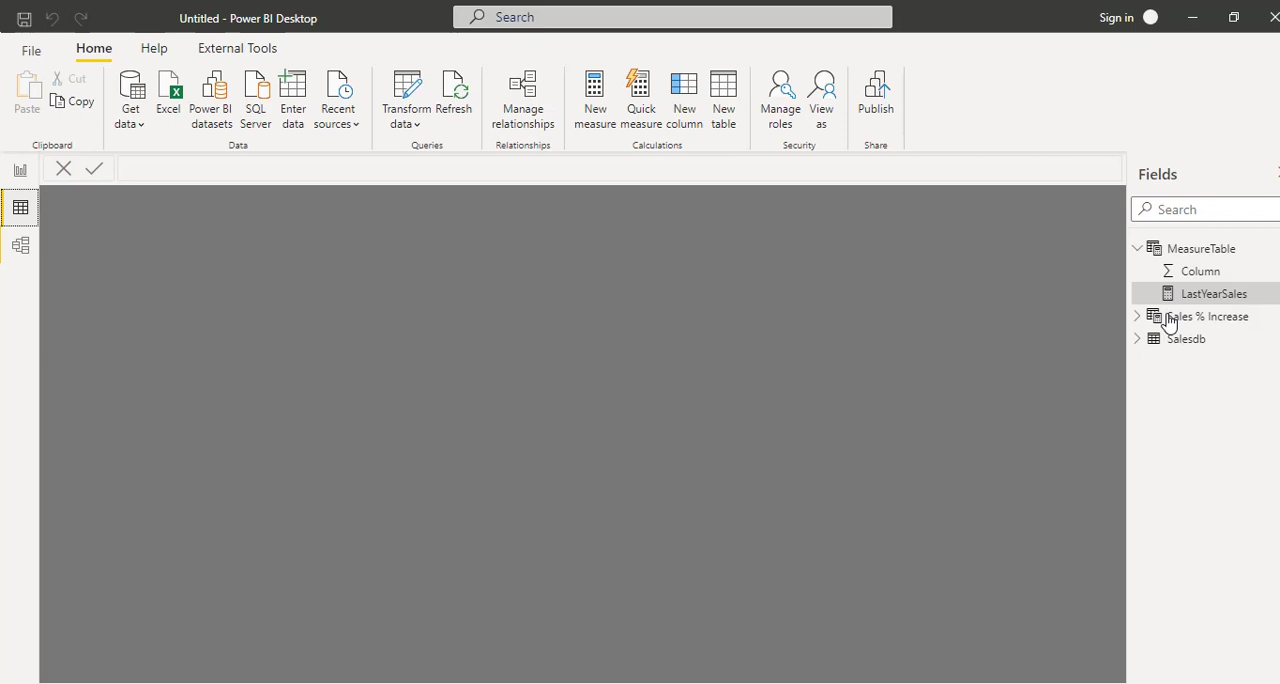 Untitled - Power BI Desktop
Search
Sign in
File
Home
Help
External Tools
Paste
Cut
Copy
Get data
Excel
Power BI datasets
SQL Server
Enter data
Recent sources
Transform data
Refresh
Manage relationships
New measure
Quick measure
New column
New table
Manage roles
View as
Publish
Clipboard
Data
Queries
Relationships
Calculations
Security
Share
Fields
Search
MeasureTable
Column
LastYearSales
Sales % Increase
Salesdb